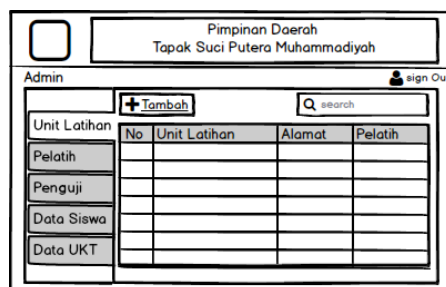 Pimpinan Daerah
Tapak Suci Putera Muhammadiyah
Admin
sign Ou
Tambah
search
Unit Latihan
Pelatih
Penguji
Data Siswa
Data UKT
No Unit Latihan Alamat Pelatih